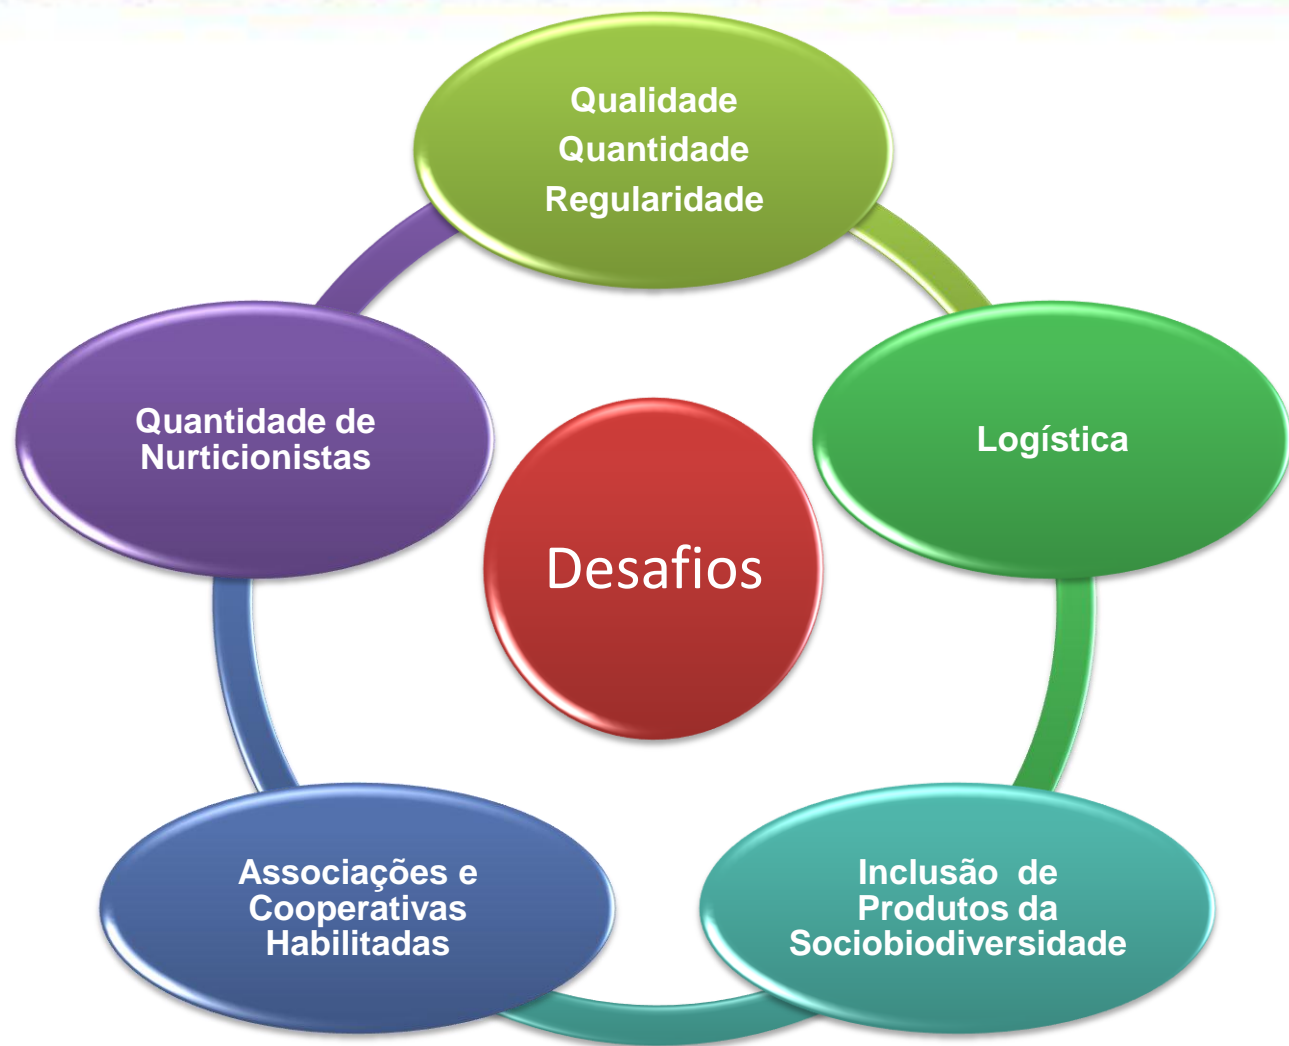 Qualidade
Quantidade
Regularidade
Quantidade de
Nurticionistas
Logística
Desafios
Associações e
Cooperativas
Habilitadas
Inclusão de
Produtos da
Sociobiodiversidade